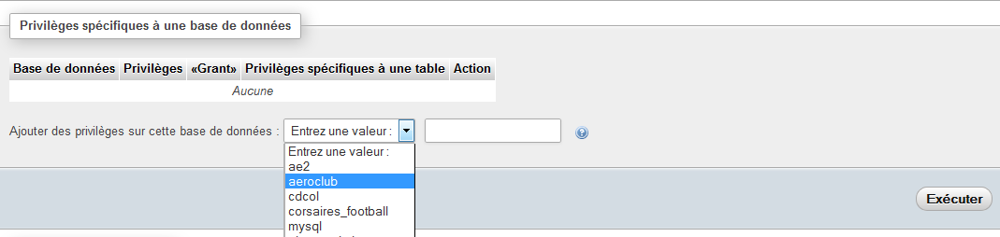 Privilèges spécifiques à une base de données
Base de données Privilèges «Grant» Privilèges spécifiques à une table Action
Aucune
Ajouter des privilèges sur cette base de données : Entrez une valeur :
Entrez une valeur :
ae2
aeroclub
cdcol
corsaires_football
mysql
Exécuter